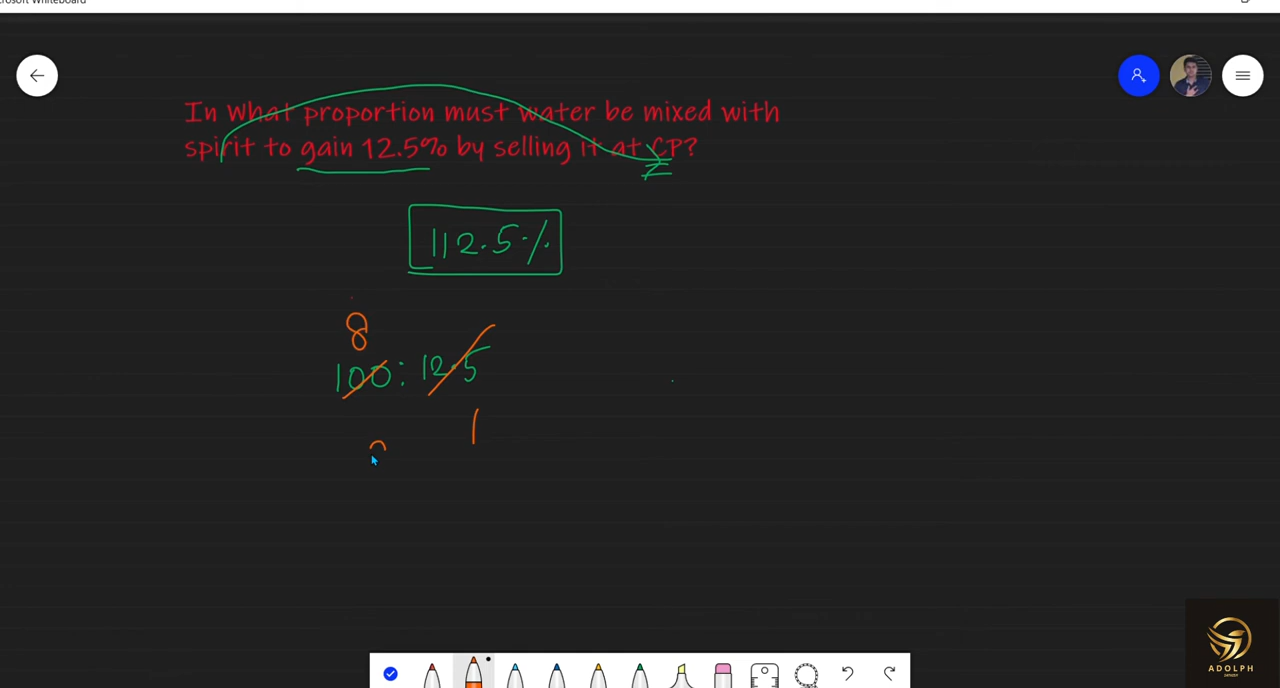 In What proportion must water be mixed with
spirit to gain 12.5% by selling it at CP?
112.5%
8
100 : 12.5
1
ADOLPH